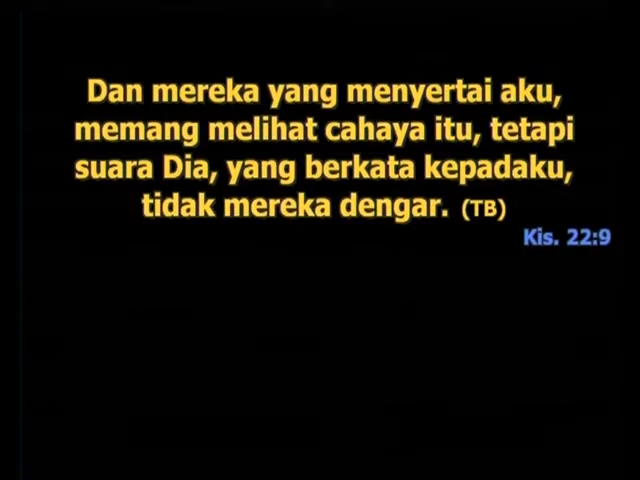 Dan mereka yang menyertai aku,
memang melihat cahaya itu, tetapi
suara Dia, yang berkata kepadaku,
tidak mereka dengar. (TB)
Kis. 22:9